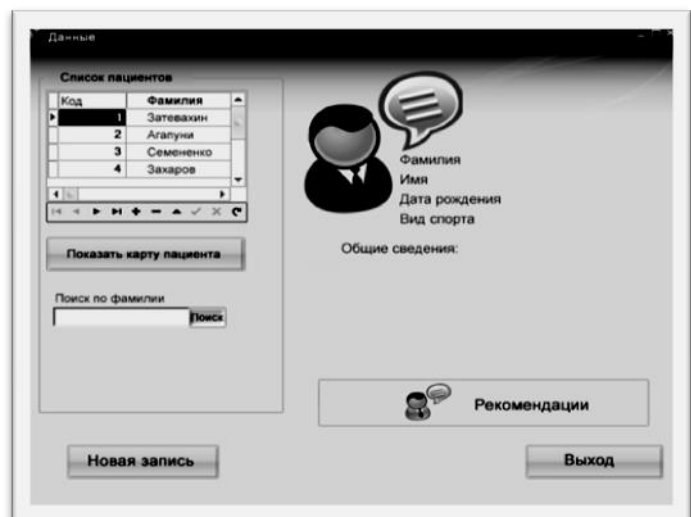 Данные
Список пациентов
Код Фамилия
1 Затевахин
2 Агапуни
3 Семененко
4 Захаров
Показать карту пациента
Поиск по фамилии
Поиск
Новая запись
Фамилия
Имя
Дата рождения
Вид спорта
Общие сведения:
Рекомендации
Выход